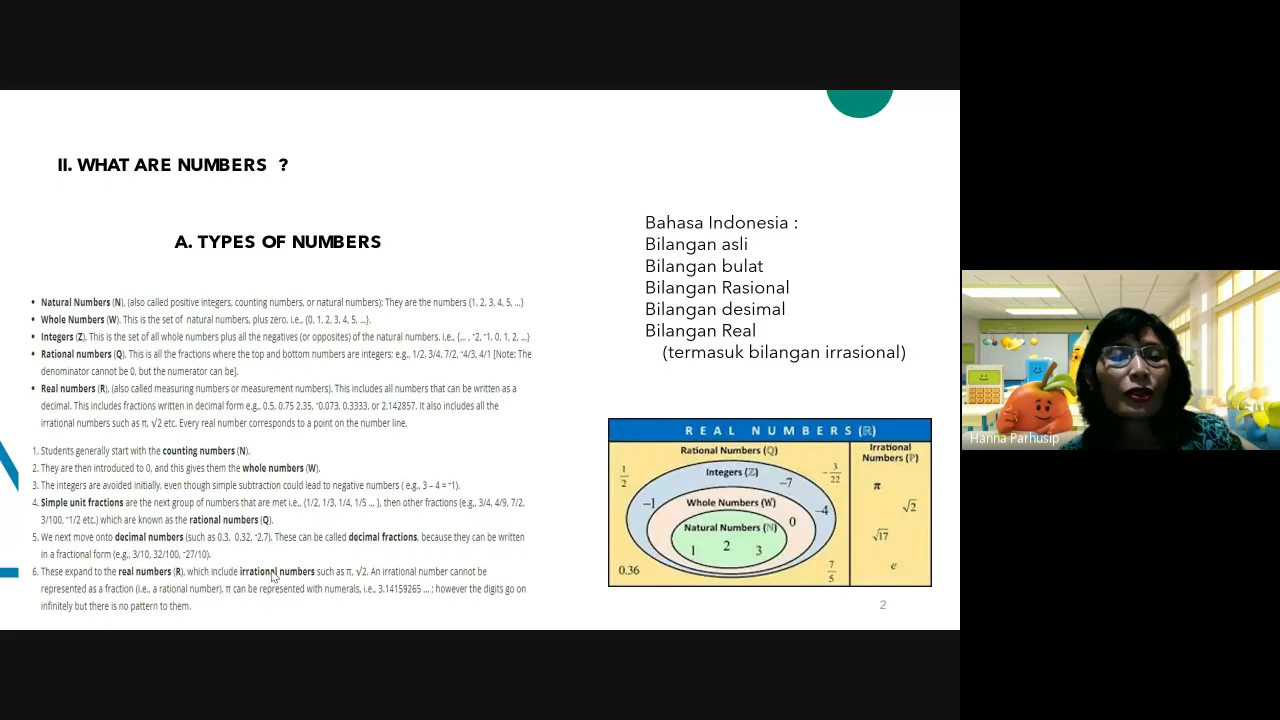 II. WHAT ARE NUMBERS ?
A. TYPES OF NUMBERS
• Natural Numbers (N), (also called positive integers, counting numbers, or natural numbers); They are the numbers {1, 2, 3, 4, 5, …}
• Whole Numbers (W). This is the set of natural numbers, plus zero, i.e., {0, 1, 2, 3, 4, 5, …}.
• Integers (Z). This is the set of all whole numbers plus all the negatives (or opposites) of the natural numbers, i.e., {… , ⁻2, ⁻1, 0, 1, 2, …}
• Rational numbers (Q). This is all the fractions where the top and bottom numbers are integers; e.g., 1/2, 3/4, 7/2, ⁻4/3, 4/1 [Note: The
denominator cannot be 0, but the numerator can be].
• Real numbers (R), (also called measuring numbers or measurement numbers). This includes all numbers that can be written as a
decimal. This includes fractions written in decimal form e.g., 0.5, 0.75 2.35, ⁻0.073, 0.3333, or 2.142857. It also includes all the
irrational numbers such as π, √2 etc. Every real number corresponds to a point on the number line.
1. Students generally start with the counting numbers (N).
2. They are then introduced to 0, and this gives them the whole numbers (W).
3. The integers are avoided initially, even though simple subtraction could lead to negative numbers ( e.g., 3 – 4 = ⁻1).
4. Simple unit fractions are the next group of numbers that are met i.e., (1/2, 1/3, 1/4, 1/5 … ), then other fractions (e.g., 3/4, 4/9, 7/2.
3/100, ⁻1/2 etc.) which are known as the rational numbers (Q).
5. We next move onto decimal numbers (such as 0.3, 0.32, ⁻2.7). These can be called decimal fractions, because they can be written
in a fractional form (e.g., 3/10, 32/100, ⁻27/10).
6. These expand to the real numbers (R), which include irrational numbers such as π, √2. An irrational number cannot be
represented as a fraction (i.e., a rational number). π can be represented with numerals, i.e., 3.14159265 … ; however the digits go on
infinitely but there is no pattern to them.
Bahasa Indonesia :
Bilangan asli
Bilangan bulat
Bilangan Rasional
Bilangan desimal
Bilangan Real
(termasuk bilangan irrasional)
REAL NUMBERS (ℝ)
Rational Numbers (ℚ)
Irrational
Numbers (ℙ)
Integers (ℤ)
1/2
-3/22
-7
π
-1
Whole Numbers (W)
-4
√2
0
Natural Numbers (ℕ)
1 2 3
√17
0.36
7/5
e
2
Hanna Parhusip